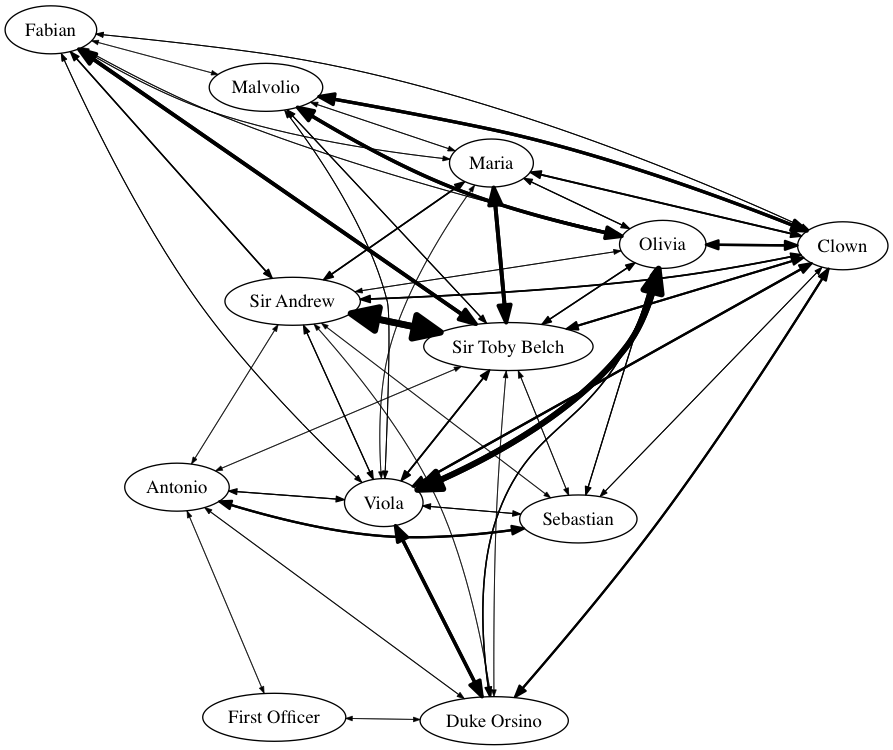 Fabian
Malvolio
Maria
Olivia
Clown
Sir Andrew
Sir Toby Belch
Antonio
Viola
Sebastian
First Officer
Duke Orsino